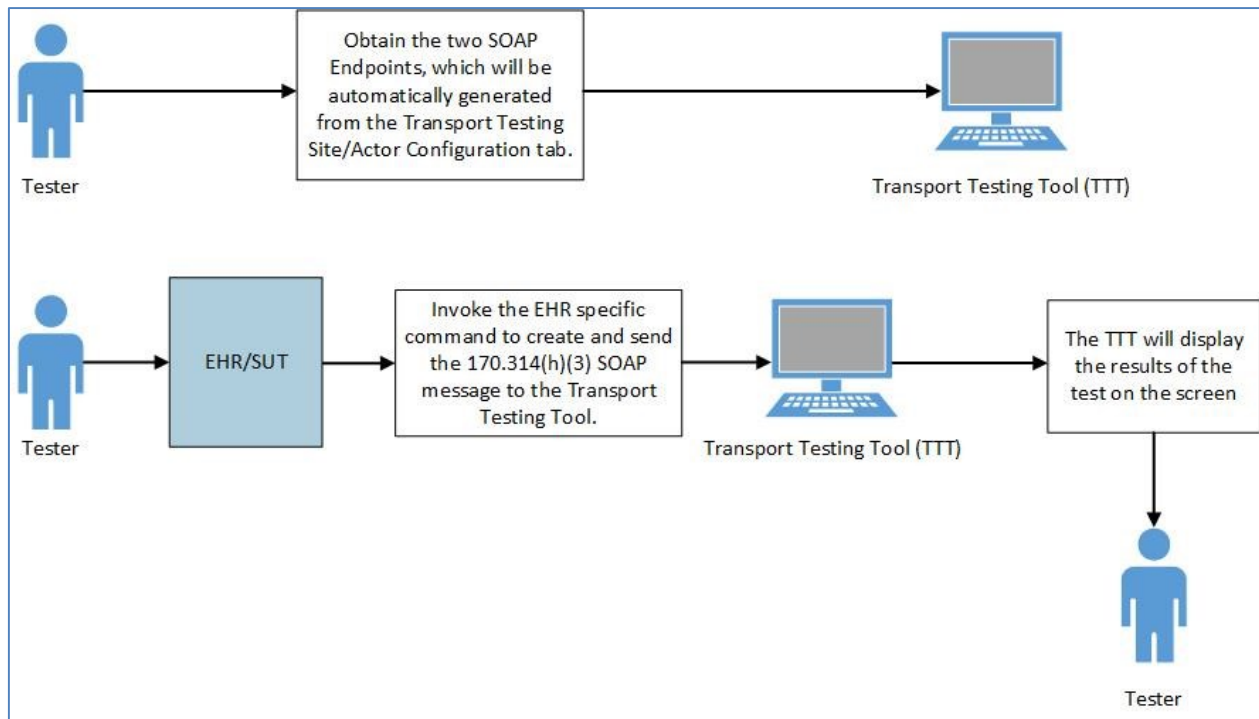 Obtain the two SOAP
Endpoints, which will be
automatically generated
from the Transport Testing
Site/Actor Configuration tab.
Tester
Transport Testing Tool (TTT)
EHR/SUT
Invoke the EHR specific
command to create and send
the 170.314(h)(3) SOAP
message to the Transport
Testing Tool.
The TTT will display
the results of the
test on the screen
Tester
Transport Testing Tool (TTT)
Tester